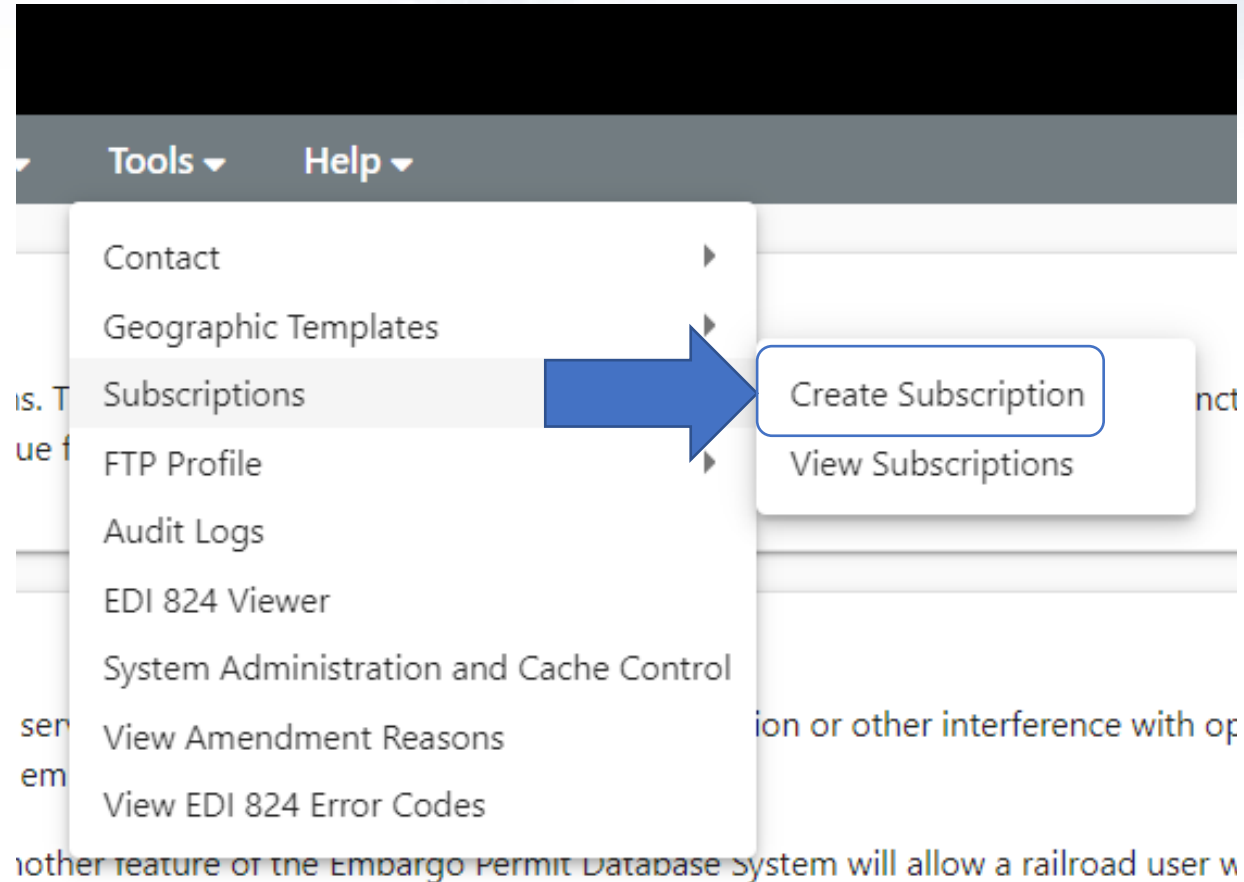 Tools Help
Contact
Geographic Templates
Subscriptions
Create Subscription
FTP Profile
View Subscriptions
Audit Logs
EDI 824 Viewer
System Administration and Cache Control
ion or other interference with
View Amendment Reasons
View EDI 824 Error Codes
feature of the Embargo Permit Database System will allow a railroad user